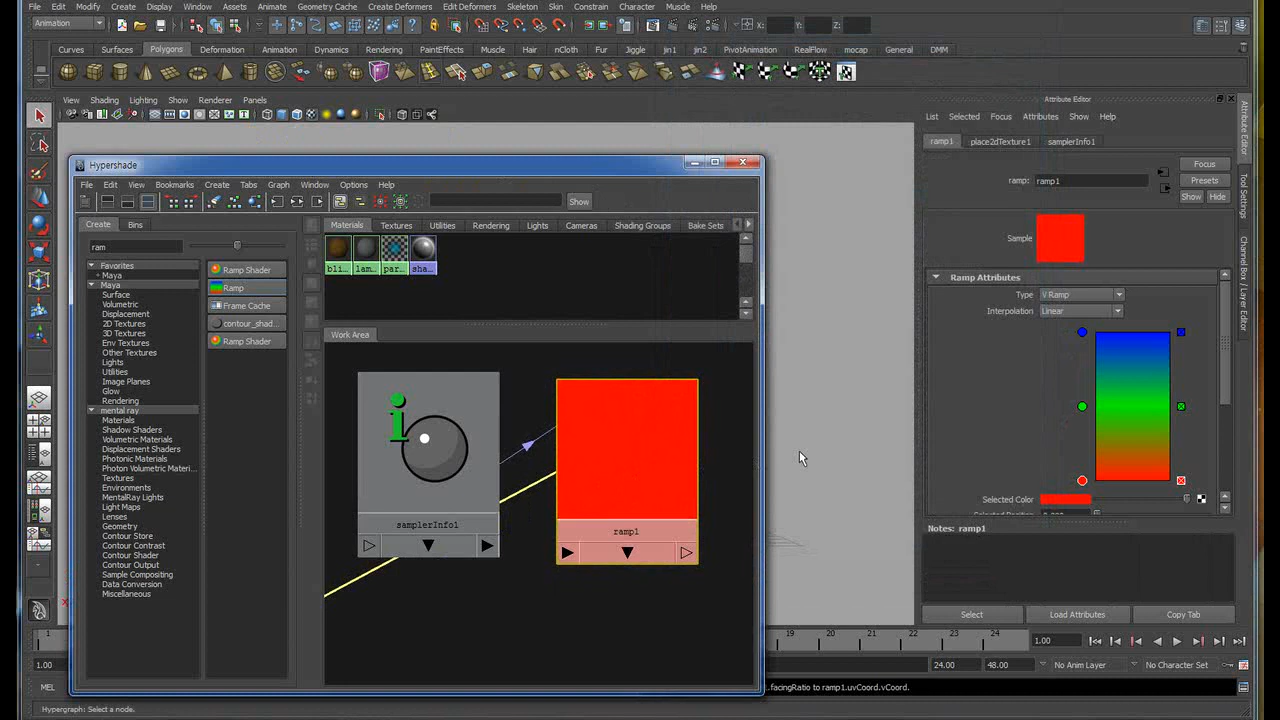 File Edit Modify Create Display Window Assets Animate Geometry Cache Create Deformers Edit Deformers Skeleton Skin Constrain Character Muscle Help
Animation X: Y: Z:
Curves Surfaces Polygons Deformation Animation Dynamics Rendering PaintEffects Muscle Hair nCloth Fur Jiggle jin1 jin2 PivotAnimation RealFlow mocap General DMM
View Shading Lighting Show Renderer Panels
Attribute Editor
List Selected Focus Attributes Show Help
ramp1 place2dTexture1 samplerInfo1
Focus
ramp: ramp1 Presets
Show Hide
Sample
Ramp Attributes
Type V Ramp
Interpolation Linear
Selected Color
Notes: ramp1
Select Load Attributes Copy Tab
Attribute Editor
Tool Settings
Channel Box / Layer Editor
Hypershade
File Edit View Bookmarks Create Tabs Graph Window Options Help
Show
Create Bins
ram
Favorites
Maya
Maya
Surface
Volumetric
Displacement
2D Textures
3D Textures
Env Textures
Other Textures
Lights
Utilities
Image Planes
Glow
Rendering
mental ray
Materials
Shadow Shaders
Volumetric Materials
Displacement Shaders
Photonic Materials
Photon Volumetric Materi...
Textures
Environments
MentalRay Lights
Light Maps
Lenses
Geometry
Contour Store
Contour Contrast
Contour Shader
Contour Output
Sample Compositing
Data Conversion
Miscellaneous
Ramp Shader
Ramp
Frame Cache
contour_shad...
Ramp Shader
Materials Textures Utilities Rendering Lights Cameras Shading Groups Bake Sets
bli... lam... par... sha...
Work Area
i
samplerInfo1
ramp1
1 19 20 21 22 23 24 1.00
1.00 24.00 48.00 No Anim Layer No Character Set
MEL .facingRatio to ramp1.uvCoord.vCoord.
Hypergraph: Select a node.